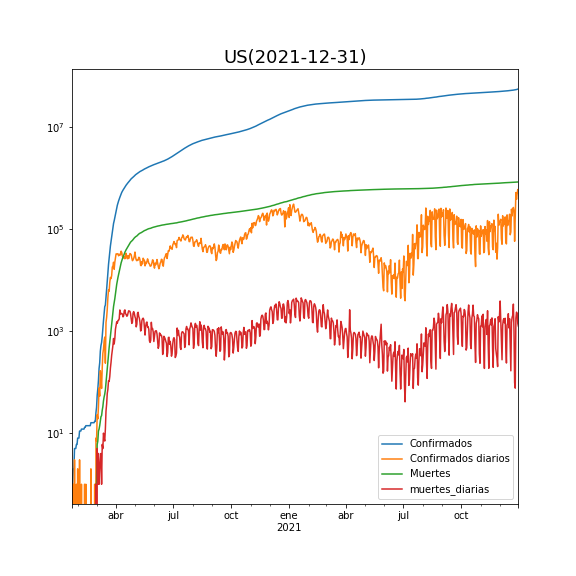 US(2021-12-31)
10^7
10^5
10^3
10^1
abr
jul
oct
ene
2021
abr
jul
oct
Confirmados
Confirmados diarios
Muertes
muertes_diarias